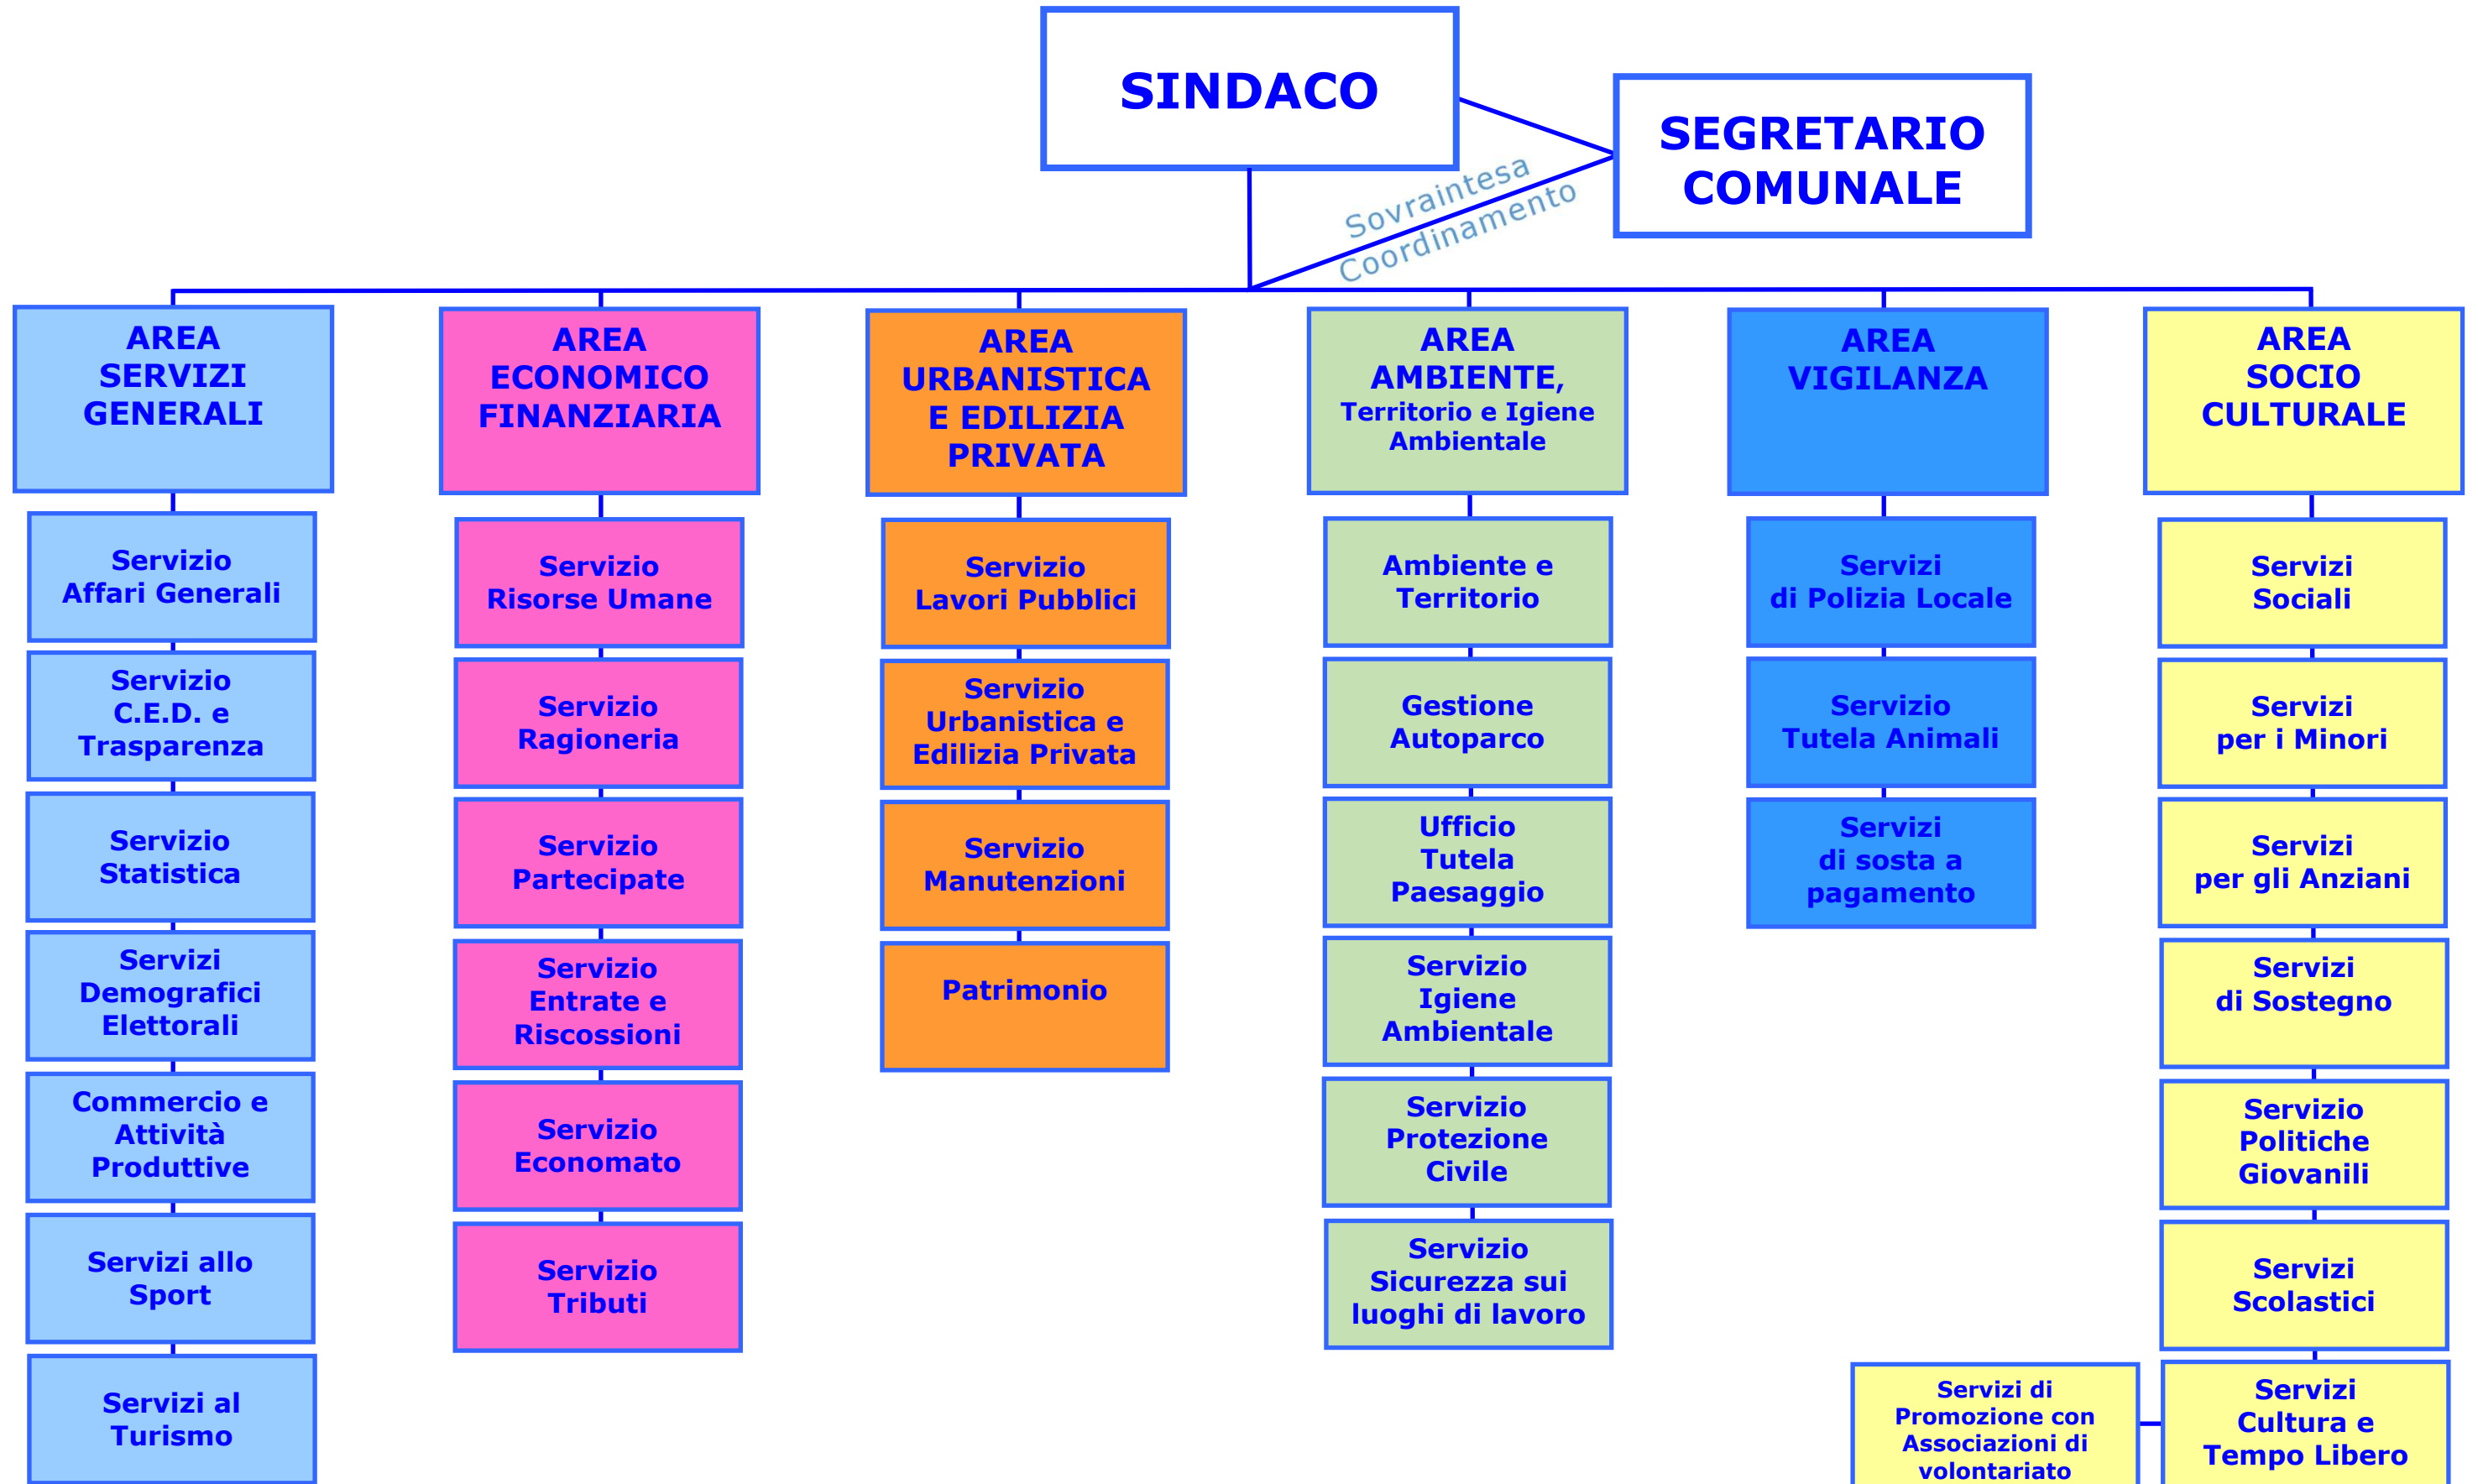 SINDACO
SEGRETARIO
COMUNALE
Sovraintesa
Coordinamento
AREA
SERVIZI
GENERALI
Servizio
Affari Generali
Servizio
C.E.D. e
Trasparenza
Servizio
Statistica
Servizi
Demografici
Elettorali
Commercio e
Attività
Produttive
Servizi allo
Sport
Servizi al
Turismo
AREA
ECONOMICO
FINANZIARIA
Servizio
Risorse Umane
Servizio
Ragioneria
Servizio
Partecipate
Servizio
Entrate e
Riscossioni
Servizio
Economato
Servizio
Tributi
AREA
URBANISTICA
E EDILIZIA
PRIVATA
Servizio
Lavori Pubblici
Servizio
Urbanistica e
Edilizia Privata
Servizio
Manutenzioni
Patrimonio
AREA
AMBIENTE,
Territorio e Igiene
Ambientale
Ambiente e
Territorio
Gestione
Autoparco
Ufficio
Tutela
Paesaggio
Servizio
Igiene
Ambientale
Servizio
Protezione
Civile
Servizio
Sicurezza sui
luoghi di lavoro
AREA
VIGILANZA
Servizi
di Polizia Locale
Servizio
Tutela Animali
Servizi
di sosta a
pagamento
AREA
SOCIO
CULTURALE
Servizi
Sociali
Servizi
per i Minori
Servizi
per gli Anziani
Servizi
di Sostegno
Servizio
Politiche
Giovanili
Servizi
Scolastici
Servizi
Cultura e
Tempo Libero
Servizi di
Promozione con
Associazioni di
volontariato